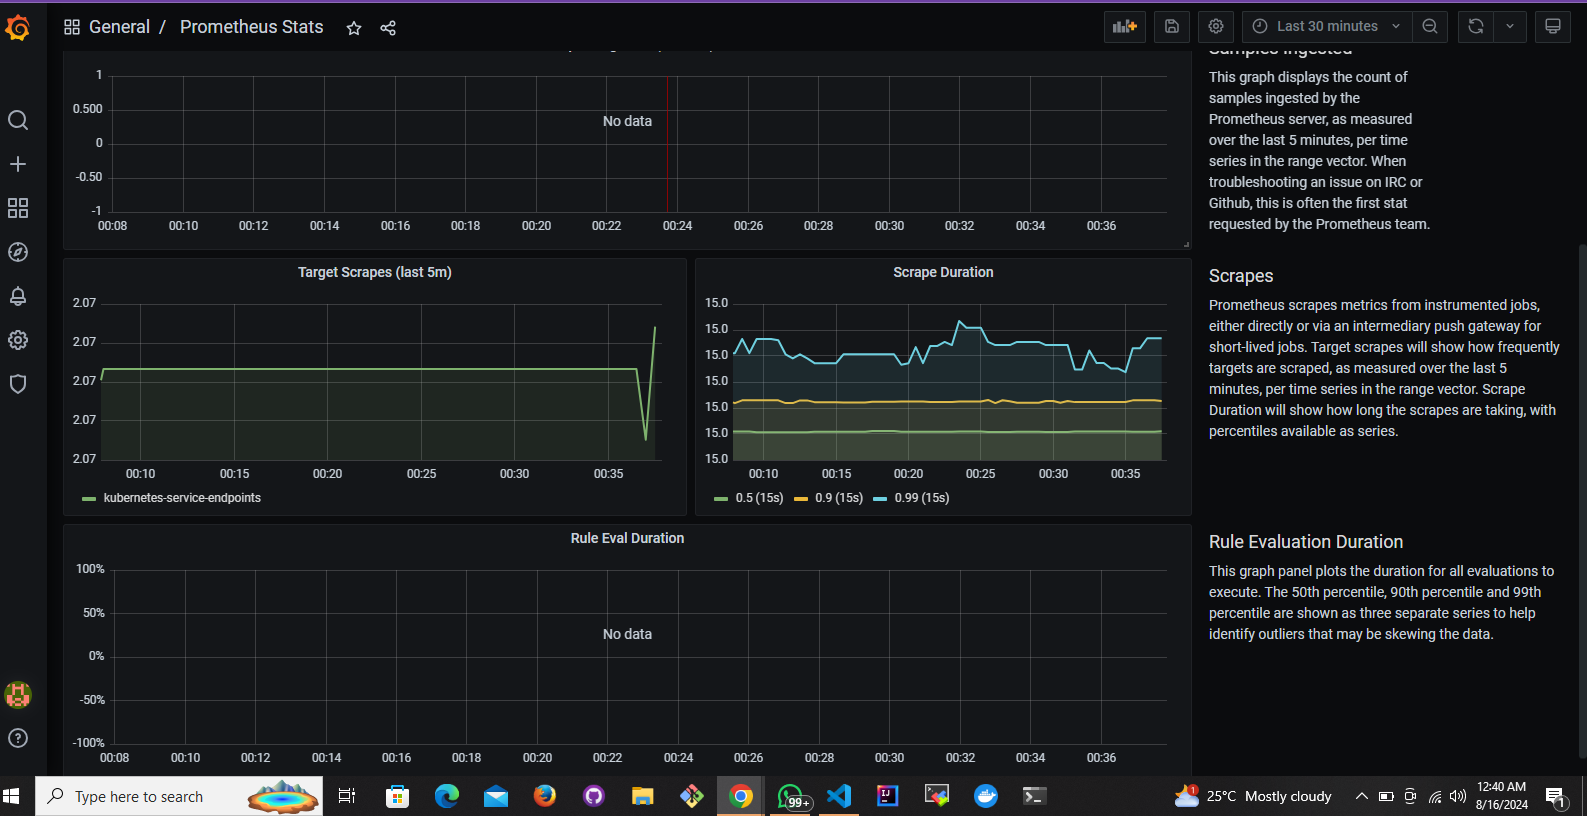 General / Prometheus Stats
Last 30 minutes
1
0.500
0
-0.50
-1
No data
00:08 00:10 00:12 00:14 00:16 00:18 00:20 00:22 00:24 00:26 00:28 00:30 00:32 00:34 00:36
Samples Ingested
This graph displays the count of
samples ingested by the
Prometheus server, as measured
over the last 5 minutes, per time
series in the range vector. When
troubleshooting an issue on IRC or
Github, this is often the first stat
requested by the Prometheus team.
Target Scrapes (last 5m)
2.07
2.07
2.07
2.07
2.07
00:10 00:15 00:20 00:25 00:30 00:35
kubernetes-service-endpoints
Scrape Duration
15.0
15.0
15.0
15.0
15.0
15.0
15.0
00:10 00:15 00:20 00:25 00:30 00:35
0.5 (15s) 0.9 (15s) 0.99 (15s)
Scrapes
Prometheus scrapes metrics from instrumented jobs,
either directly or via an intermediary push gateway for
short-lived jobs. Target scrapes will show how frequently
targets are scraped, as measured over the last 5
minutes, per time series in the range vector. Scrape
Duration will show how long the scrapes are taking, with
percentiles available as series.
Rule Eval Duration
100%
50%
0%
-50%
-100%
No data
00:08 00:10 00:12 00:14 00:16 00:18 00:20 00:22 00:24 00:26 00:28 00:30 00:32 00:34 00:36
Rule Evaluation Duration
This graph panel plots the duration for all evaluations to
execute. The 50th percentile, 90th percentile and 99th
percentile are shown as three separate series to help
identify outliers that may be skewing the data.
Type here to search
99+
IJ
1
25°C Mostly cloudy
12:40 AM
8/16/2024
1